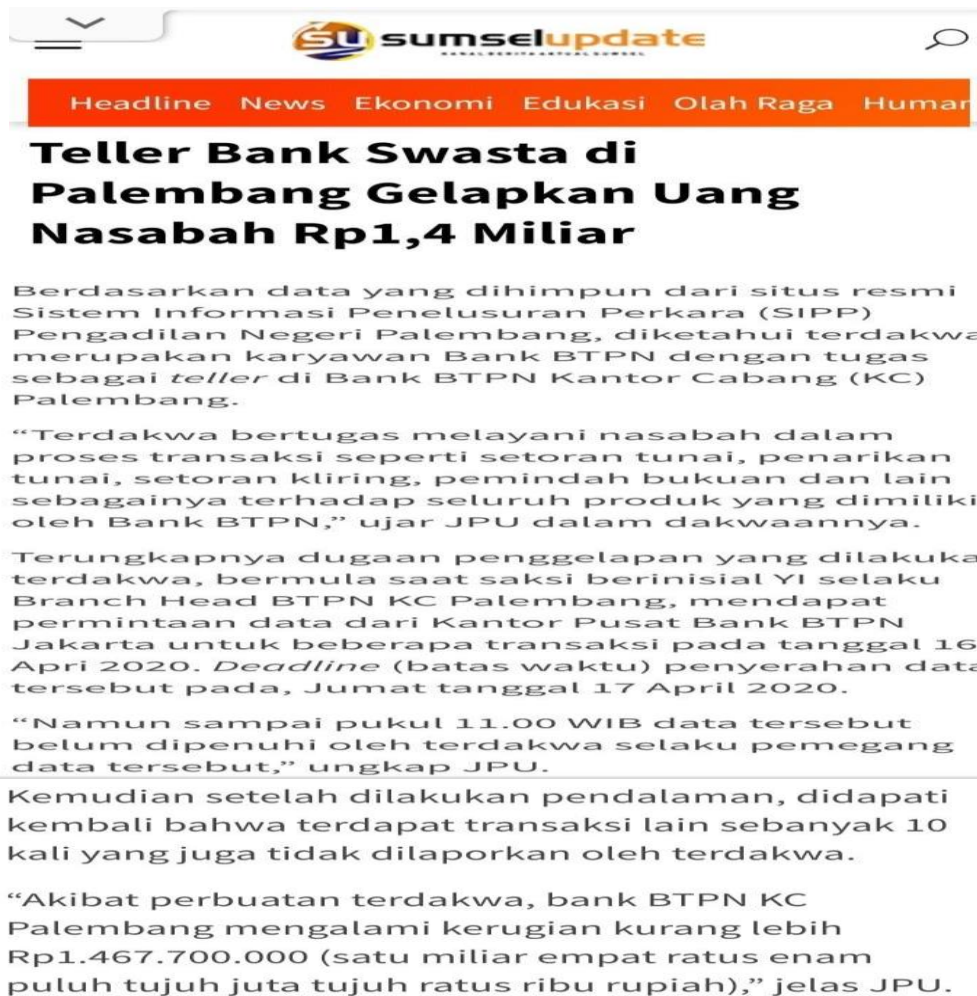 su sumselupdate
Headline News Ekonomi Edukasi Olah Raga Human
Teller Bank Swasta di
Palembang Gelapkan Uang
Nasabah Rp1,4 Miliar
Berdasarkan data yang dihimpun dari situs resmi
Sistem Informasi Penelusuran Perkara (SIPP)
Pengadilan Negeri Palembang, diketahui terdakwa
merupakan karyawan Bank BTPN dengan tugas
sebagai teller di Bank BTPN Kantor Cabang (KC)
Palembang.
“Terdakwa bertugas melayani nasabah dalam
proses transaksi seperti setoran tunai, penarikan
tunai, setoran kliring, pemindah bukuan dan lain
sebagainya terhadap seluruh produk yang dimiliki
oleh Bank BTPN,” ujar JPU dalam dakwaannya.
Terungkapnya dugaan penggelapan yang dilakuka
terdakwa, bermula saat saksi berinisial YI selaku
Branch Head BTPN KC Palembang, mendapat
permintaan data dari Kantor Pusat Bank BTPN
Jakarta untuk beberapa transaksi pada tanggal 16
Apri 2020. Deadline (batas waktu) penyerahan data
tersebut pada, Jumat tanggal 17 April 2020.
“Namun sampai pukul 11.00 WIB data tersebut
belum dipenuhi oleh terdakwa selaku pemegang
data tersebut,” ungkap JPU.
Kemudian setelah dilakukan pendalaman, didapati
kembali bahwa terdapat transaksi lain sebanyak 10
kali yang juga tidak dilaporkan oleh terdakwa.
“Akibat perbuatan terdakwa, bank BTPN KC
Palembang mengalami kerugian kurang lebih
Rp1.467.700.000 (satu miliar empat ratus enam
puluh tujuh juta tujuh ratus ribu rupiah),” jelas JPU.